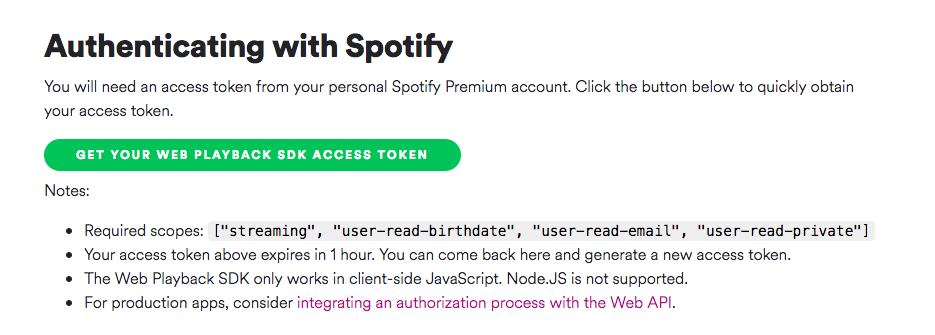 Authenticating with Spotify
You will need an access token from your personal Spotify Premium account. Click the button below to quickly obtain
your access token.
GET YOUR WEB PLAYBACK SDK ACCESS TOKEN
Notes:
• Required scopes: ["streaming", "user-read-birthdate", "user-read-email", "user-read-private"]
• Your access token above expires in 1 hour. You can come back here and generate a new access token.
• The Web Playback SDK only works in client-side JavaScript. Node.JS is not supported.
• For production apps, consider integrating an authorization process with the Web API.